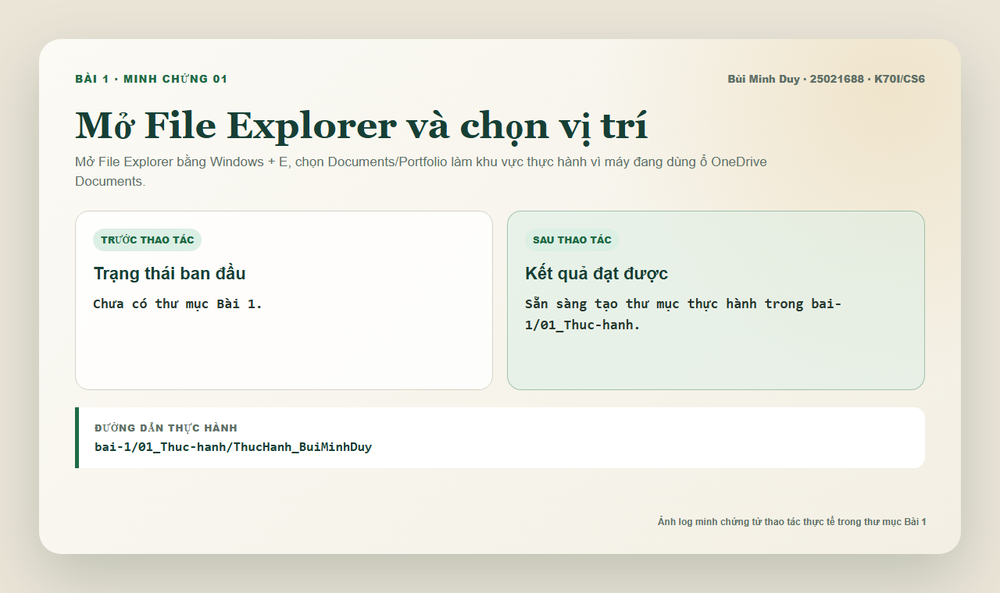 BÀI 1 · MINH CHỨNG 01
Bùi Minh Duy · 25021688 · K70I/CS6
Mở File Explorer và chọn vị trí
Mở File Explorer bằng Windows + E, chọn Documents/Portfolio làm khu vực thực hành vì máy đang dùng ổ OneDrive
Documents.
TRƯỚC THAO TÁC
Trạng thái ban đầu
Chưa có thư mục Bài 1.
SAU THAO TÁC
Kết quả đạt được
Sẵn sàng tạo thư mục thực hành trong bai-
1/01_Thuc-hanh.
ĐƯỜNG DẪN THỰC HÀNH
bai-1/01_Thuc-hanh/ThucHanh_BuiMinhDuy
Ảnh log minh chứng từ thao tác thực tế trong thư mục Bài 1